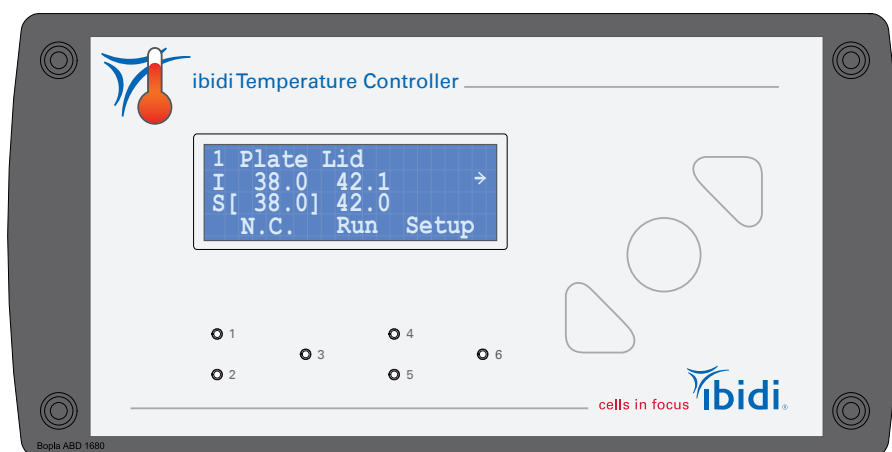 ibidi Temperature Controller
1 Plate Lid
I 38.0 42.1 →
S[ 38.0] 42.0
N.C. Run Setup
1
4
3
6
2
5
cells in focus ibidi®
Bopla ABD 1680